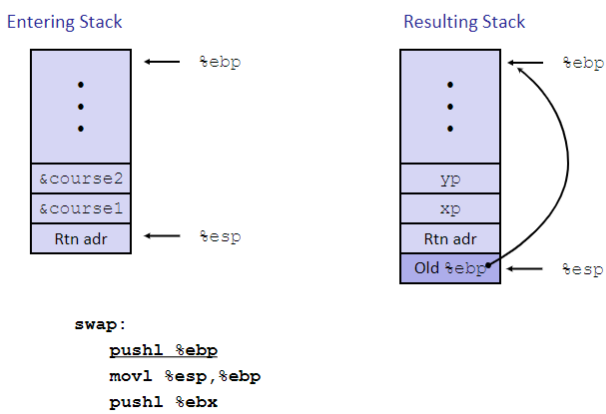 Entering Stack
%ebp
&course2
&course1
Rtn adr
%esp
Resulting Stack
%ebp
yp
xp
Rtn adr
Old %ebp
%esp
swap:
pushl %ebp
movl %esp,%ebp
pushl %ebx